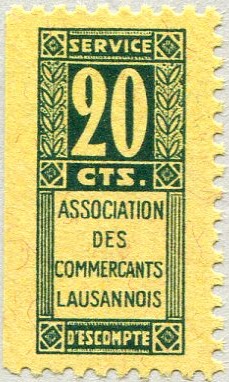 SERVICE
20
CTS.
ASSOCIATION
DES
COMMERCANTS
LAUSANNOIS
D'ESCOMPTE